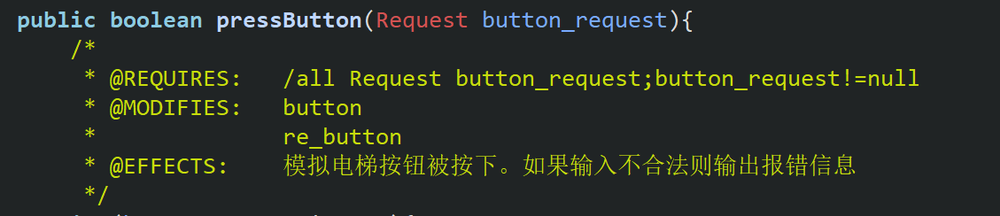 public boolean pressButton(Request button_request){
/*
* @REQUIRES: /all Request button_request;button_request!=null
* @MODIFIES: button
* re_button
* @EFFECTS: 模拟电梯按钮被按下。如果输入不合法则输出报错信息
*/